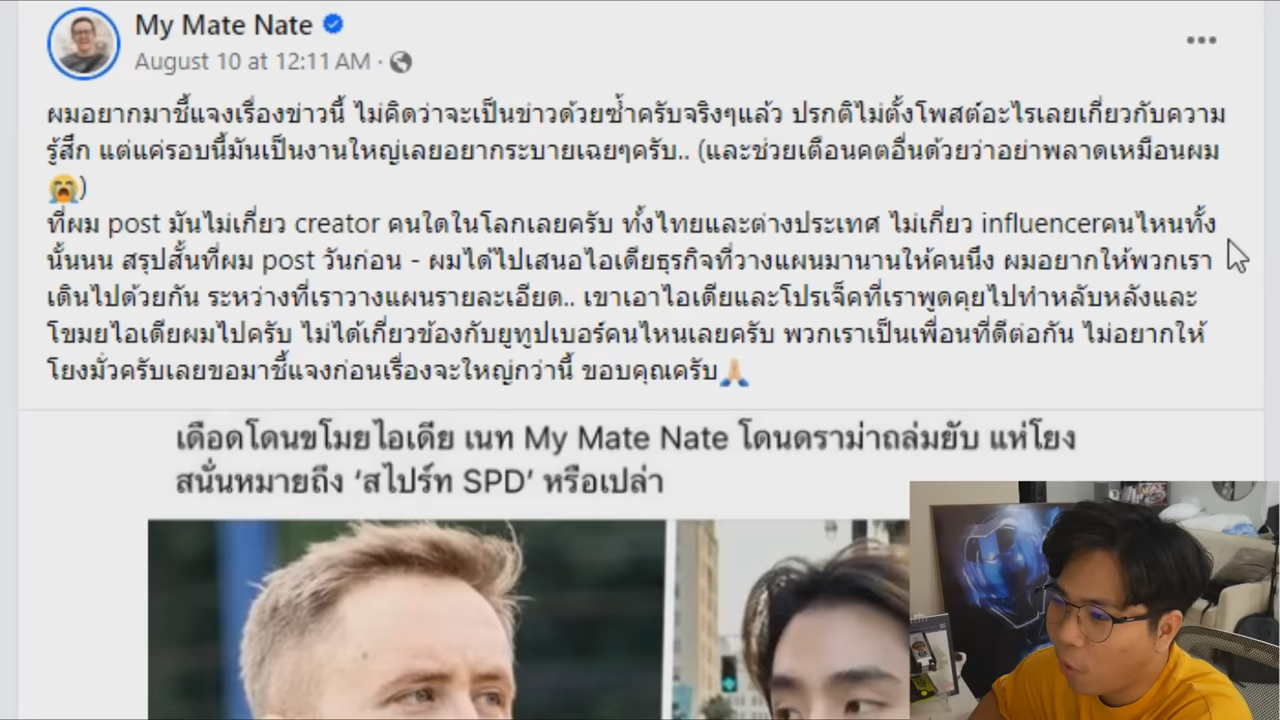 My Mate Nate
August 10 at 12:11 AM ·
ผมอยากมาชี้แจงเรื่องข่าวนี้ ไม่คิดว่าจะเป็นข่าวด้วยซ้ำครับจริงๆแล้ว ปรกติไม่ตั้งโพสต์อะไรเลยเกี่ยวกับความ
รู้สึก แต่แค่รอบนี้มันเป็นงานใหญ่เลยอยากระบายเฉยๆครับ.. (และช่วยเตือนคตอื่นด้วยว่าอย่าพลาดเหมือนผม
😭)
ที่ผม post มันไม่เกี่ยว creator คนใดในโลกเลยครับ ทั้งไทยและต่างประเทศ ไม่เกี่ยว influencerคนไหนทั้ง
นั้นนน สรุปสั้นที่ผม post วันก่อน - ผมได้ไปเสนอไอเดียธุรกิจที่วางแผนมานานให้คนนึง ผมอยากให้พวกเรา
เดินไปด้วยกัน ระหว่างที่เราวางแผนรายละเอียด.. เขาเอาไอเดียและโปรเจ็คที่เราพูดคุยไปทำหลับหลังและ
โขมยไอเดียผมไปครับ ไม่ได้เกี่ยวข้องกับยูทูปเบอร์คนไหนเลยครับ พวกเราเป็นเพื่อนที่ดีต่อกัน ไม่อยากให้
โยงมั่วครับเลยขอมาชี้แจงก่อนเรื่องจะใหญ่กว่านี้ ขอบคุณครับ🙏🏻
เดือดโดนขโมยไอเดีย เนท My Mate Nate โดนดราม่าถล่มยับ แห่โยง
สนั่นหมายถึง ‘สไปร์ท SPD’ หรือเปล่า